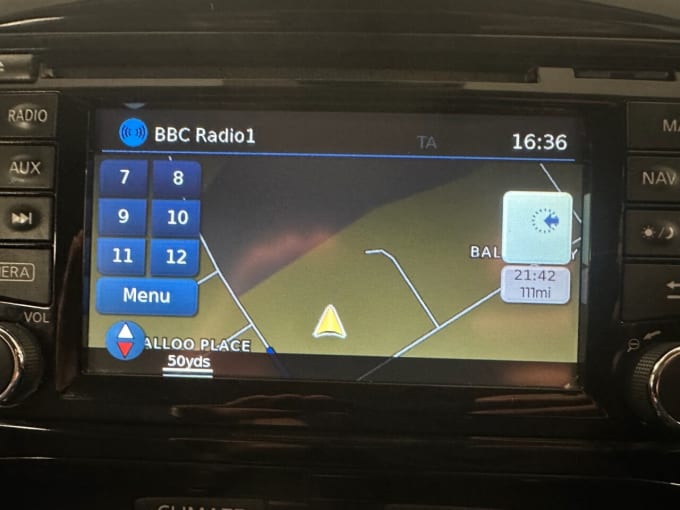 RADIO
AUX
VOL
BBC Radio1
TA
16:36
7
8
9
10
11
12
Menu
ALLOO PLACE
50yds
21:42
111mi
NAV